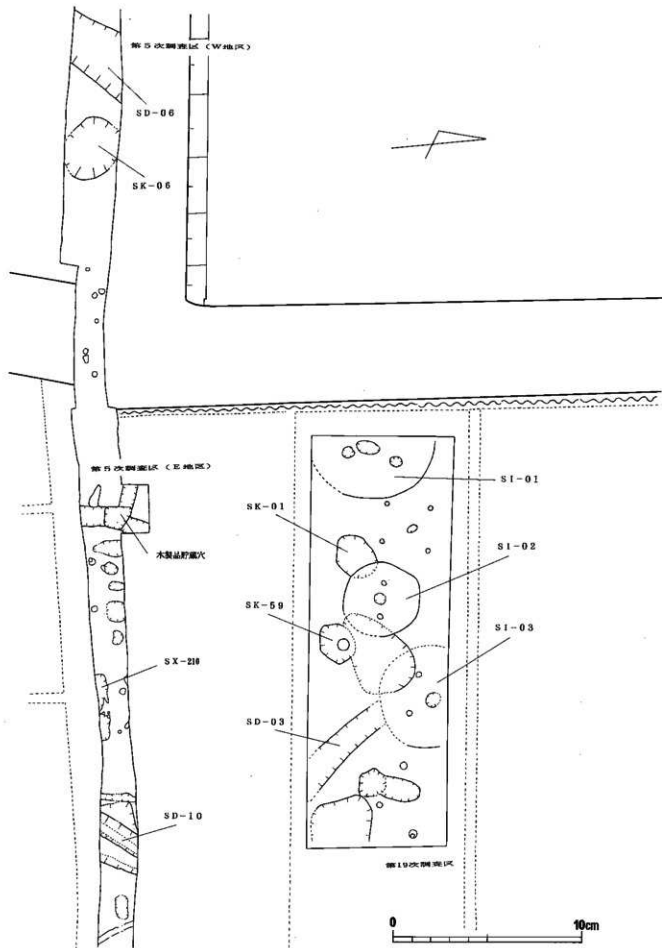 第5次調査区(W地区)
SD-06
SK-06
第5次調査区(E地区)
木製品貯蔵穴
SX-216
SD-10
SI-01
SK-01
SI-02
SK-59
SI-03
SD-03
第19次調査区
0 10cm